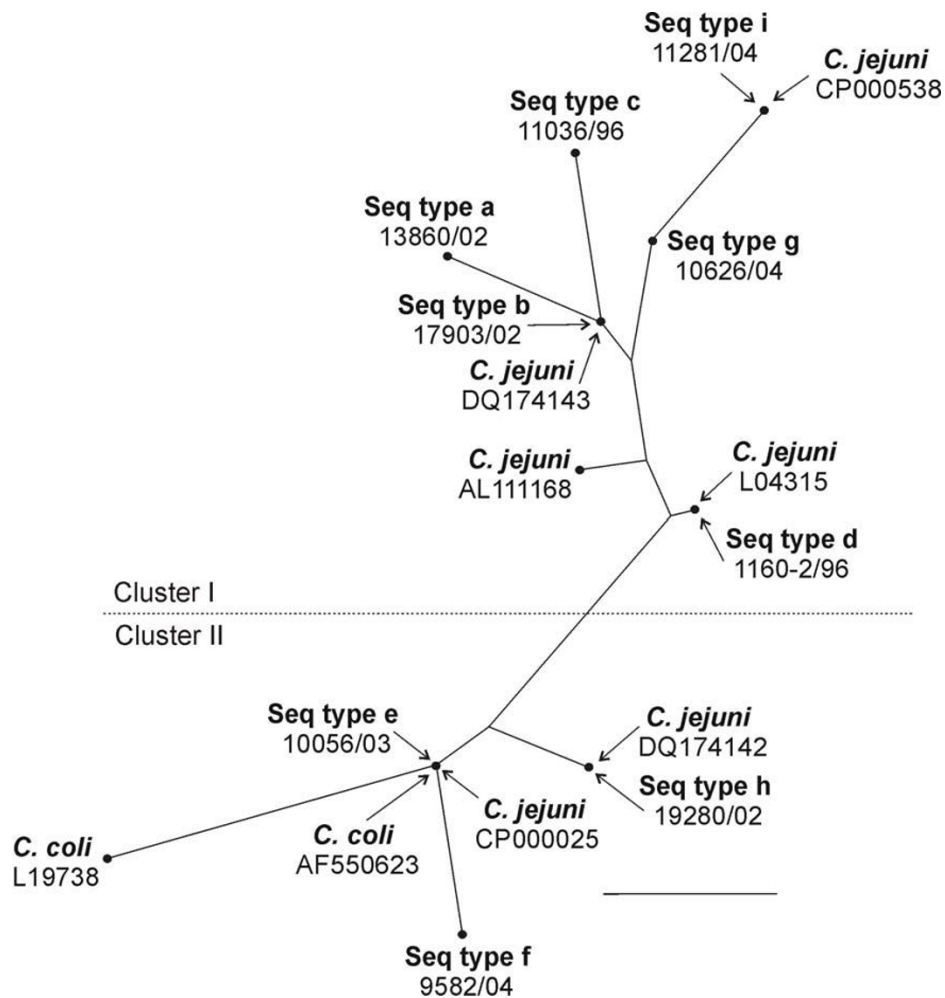 Seq type i
11281/04
C. jejuni
CP000538
Seq type c
11036/96
Seq type a
13860/02
Seq type g
10626/04
Seq type b
17903/02
C. jejuni
DQ174143
C. jejuni
AL111168
C. jejuni
L04315
Seq type d
1160-2/96
Cluster I
Cluster II
Seq type e
10056/03
C. jejuni
DQ174142
Seq type h
19280/02
C. coli
L19738
C. coli
AF550623
C. jejuni
CP000025
Seq type f
9582/04